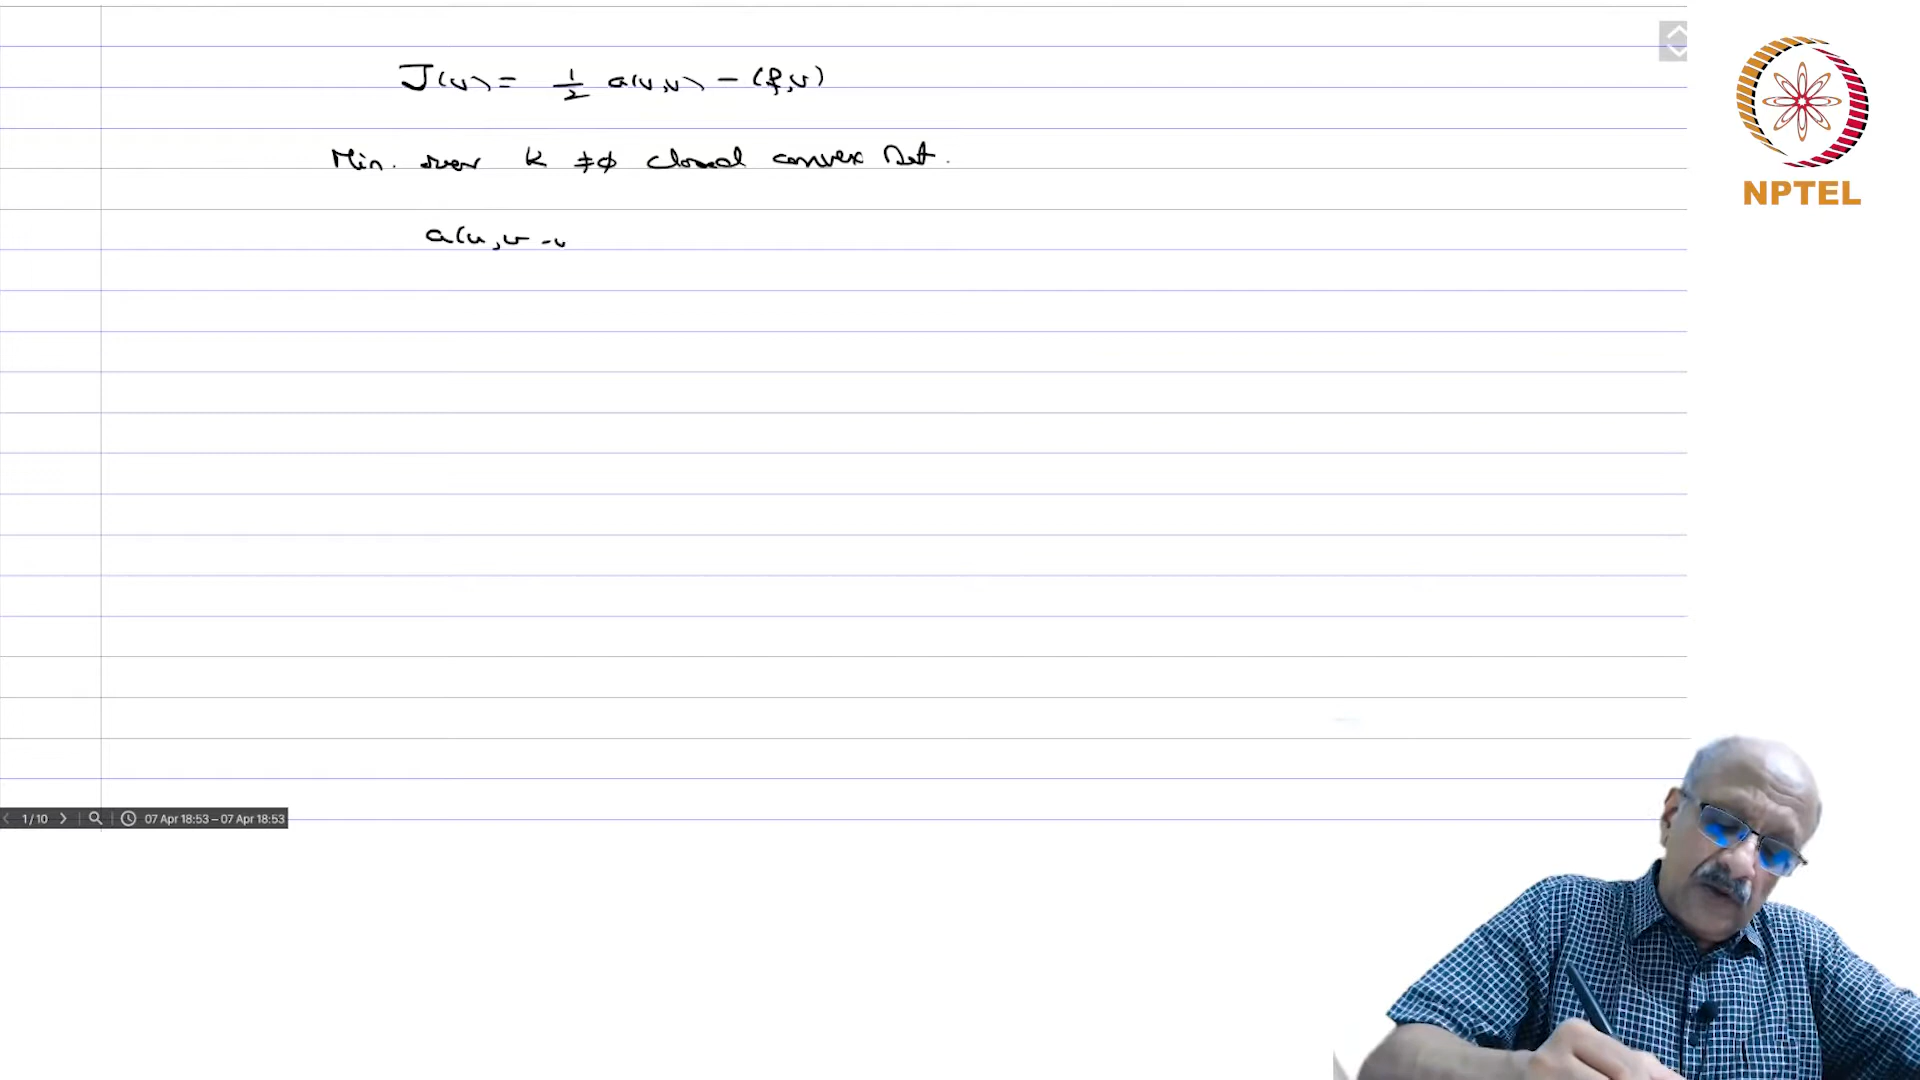 J(v) = 1/2 a(v,v) - (f,v)
Min. over K ≠ φ closed convex set.
a(u, v - u
NPTEL
1 / 10
07 Apr 18:53 – 07 Apr 18:53